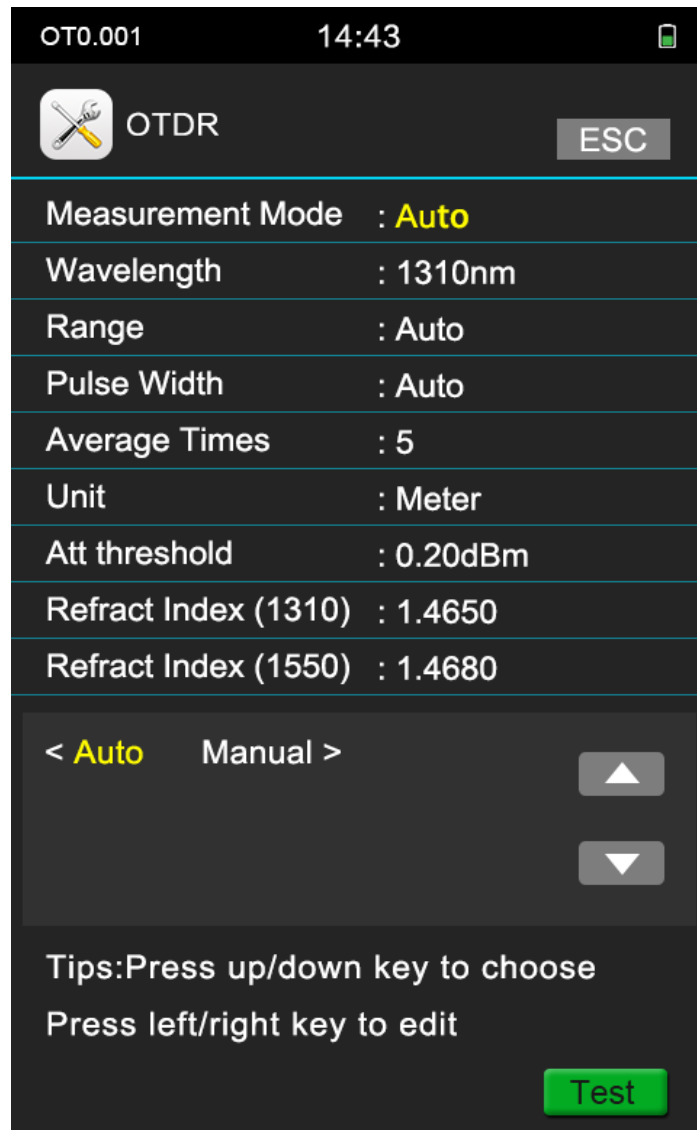 OT0.001 14:43
OTDR
ESC
Measurement Mode : Auto
Wavelength : 1310nm
Range : Auto
Pulse Width : Auto
Average Times : 5
Unit : Meter
Att threshold : 0.20dBm
Refract Index (1310) : 1.4650
Refract Index (1550) : 1.4680
< Auto Manual >
Tips:Press up/down key to choose
Press left/right key to edit
Test